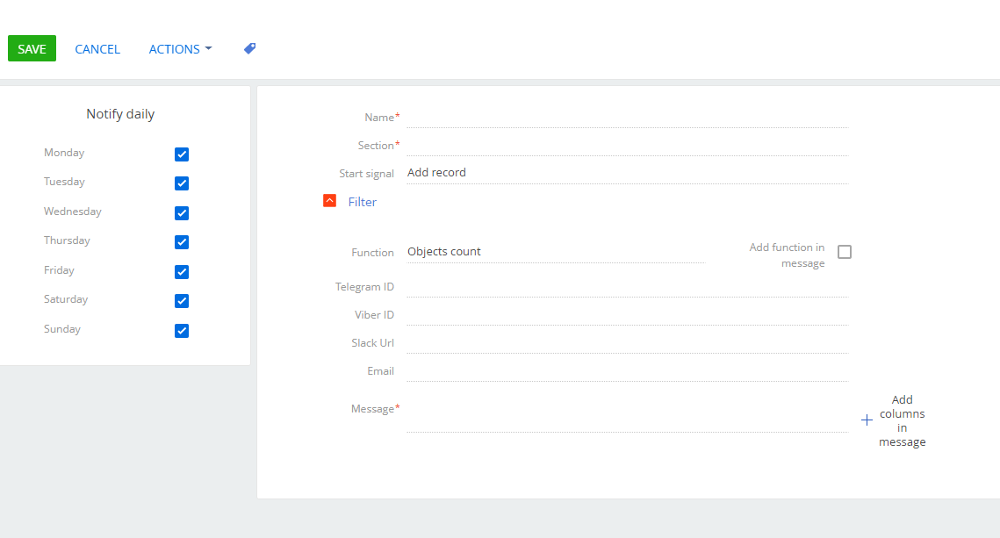 SAVE CANCEL ACTIONS
Notify daily
Monday
Tuesday
Wednesday
Thursday
Friday
Saturday
Sunday
Name*
Section*
Start signal Add record
Filter
Function Objects count
Add function in
message
Telegram ID
Viber ID
Slack Url
Email
Message*
Add
columns
in
message